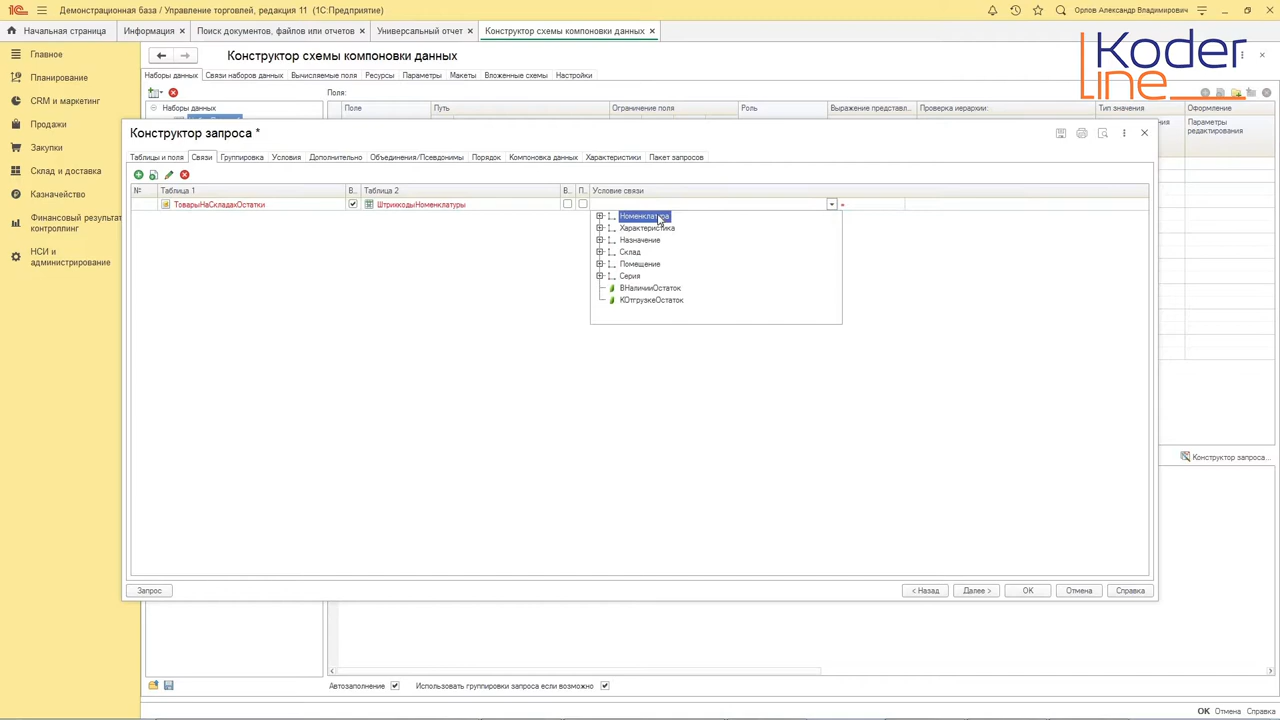 Демонстрационная база / Управление торговлей, редакция 11 (1С:Предприятие)
Орлов Александр Владимирович
Начальная страница
Информация
Поиск документов, файлов или отчетов
Универсальный отчет
Конструктор схемы компоновки данных
Koder
line
Главное
Планирование
CRM и маркетинг
Продажи
Закупки
Склад и доставка
Казначейство
Финансовый результат
контроллинг
НСИ и
администрирование
Конструктор схемы компоновки данных
Наборы данных
Связи наборов данных
Вычисляемые поля
Ресурсы
Параметры
Макеты
Вложенные схемы
Настройки
Поля:
Наборы данных
Поле
Путь
Ограничение поля
Роль
Выражение представл...
Проверка иерархии:
Тип значения
Оформление
Параметры
редактирования
Конструктор запроса *
Таблицы и поля
Связи
Группировка
Условия
Дополнительно
Объединения/Псевдонимы
Порядок
Компоновка данных
Характеристики
Пакет запросов
№
Таблица 1
В...
Таблица 2
В...
П...
Условие связи
ТоварыНаСкладахОстатки
ШтрихкодыНоменклатуры
Номенклатура
Характеристика
Назначение
Склад
Помещение
Серия
ВНаличииОстаток
КОтгрузкеОстаток
Конструктор запроса...
Запрос
< Назад
Далее >
OK
Отмена
Справка
Автозаполнение
Использовать группировки запроса если возможно
OK
Отмена
Справка